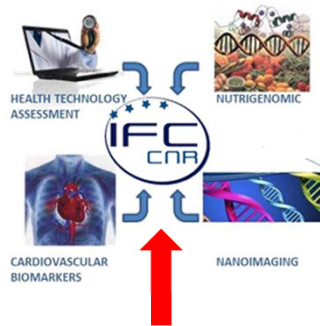 HEALTH TECHNOLOGY
ASSESSMENT
NUTRIGENOMIC
IFC
CNR
CARDIOVASCULAR
BIOMARKERS
NANOIMAGING